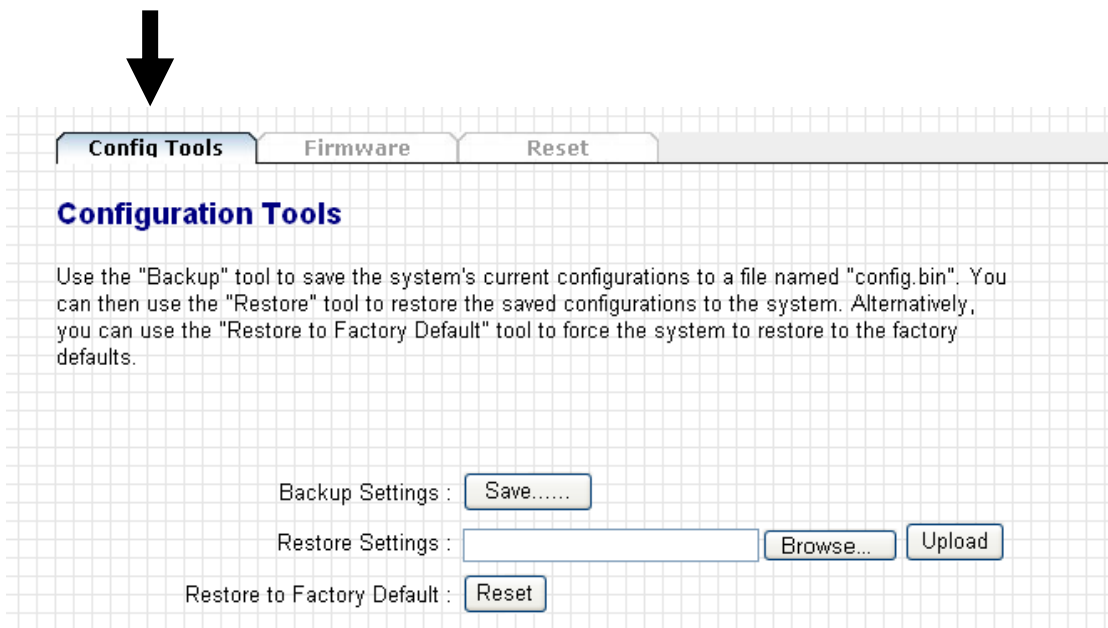 Config Tools Firmware Reset
Configuration Tools
Use the "Backup" tool to save the system's current configurations to a file named "config.bin". You
can then use the "Restore" tool to restore the saved configurations to the system. Alternatively,
you can use the "Restore to Factory Default" tool to force the system to restore to the factory
defaults.
Backup Settings : Save......
Restore Settings : Browse... Upload
Restore to Factory Default : Reset